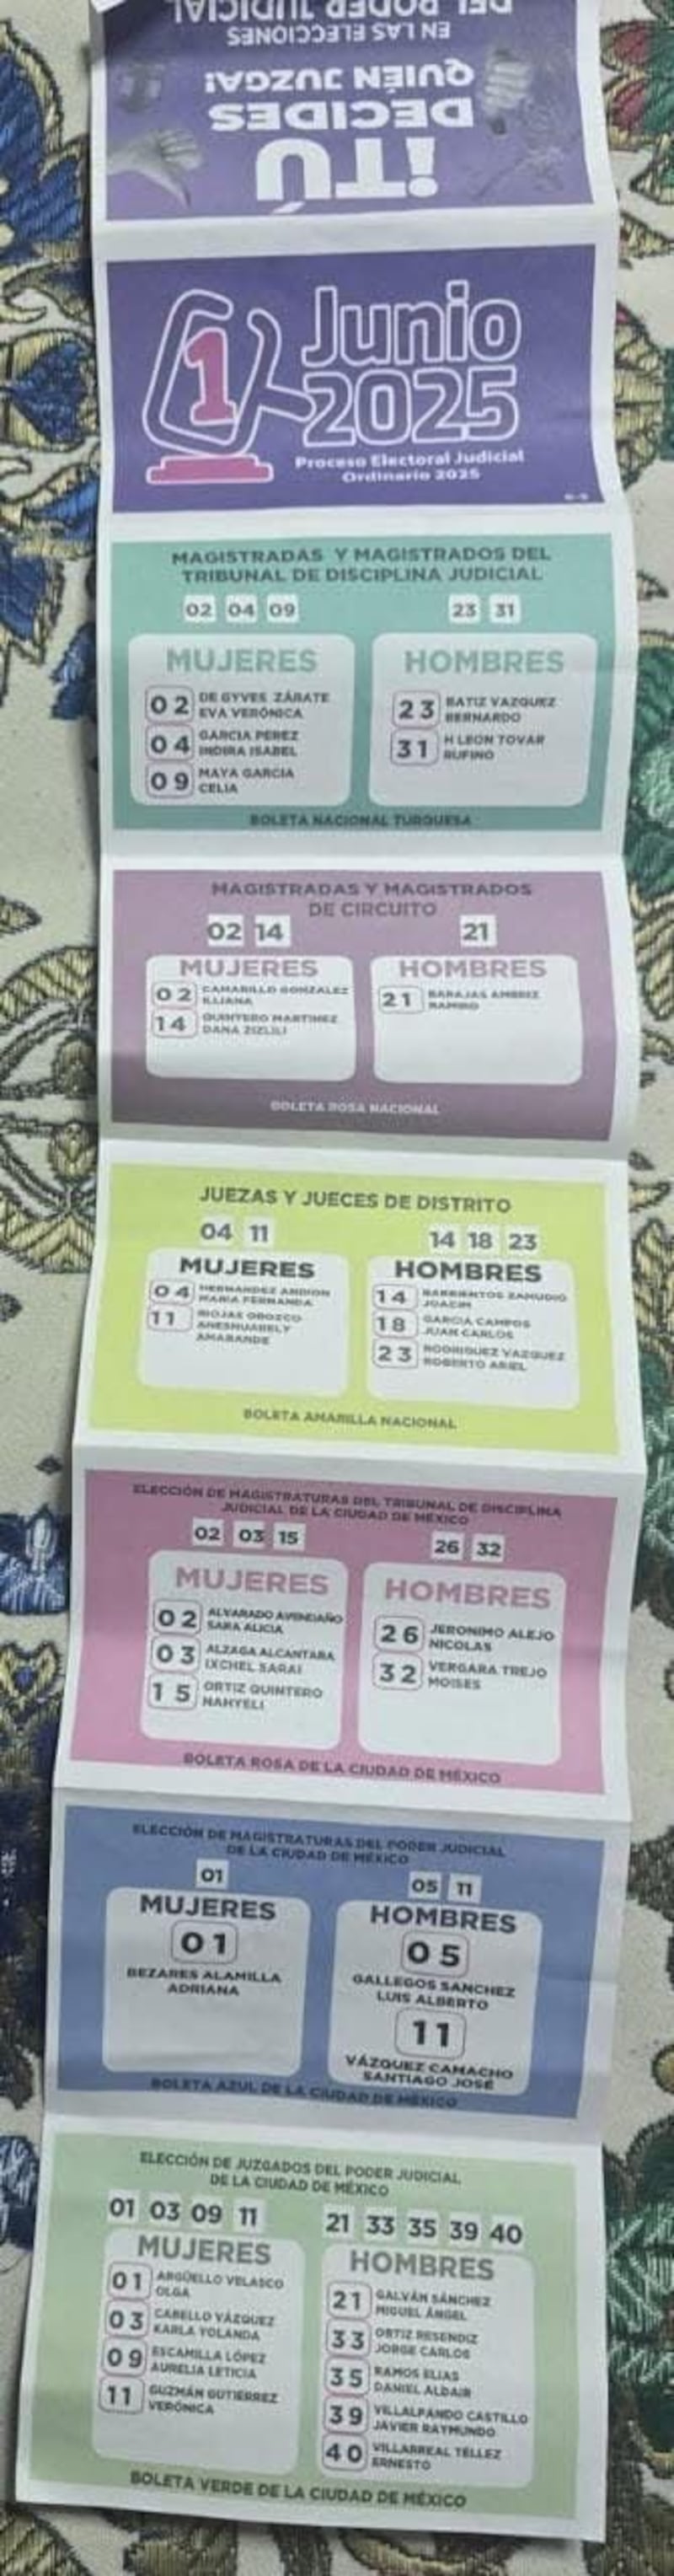 DEL PODER JUDICIAL
EN LAS ELECCIONES
QUIÉN JUZGA!
DECIDES
¡TÚ
1 Junio
2025
Proceso Electoral Judicial
Ordinario 2025
MAGISTRADAS Y MAGISTRADOS DEL
TRIBUNAL DE DISCIPLINA JUDICIAL
02 04 09
MUJERES
02 DE GYVES ZÁRATE
EVA VERÓNICA
04 GARCIA PEREZ
INDIRA ISABEL
09 MAYA GARCIA
CELIA
23 31
HOMBRES
23 BATIZ VAZQUEZ
BERNARDO
31 H LEON TOVAR
RUFINO
BOLETA NACIONAL TURQUESA
MAGISTRADAS Y MAGISTRADOS
DE CIRCUITO
02 14
MUJERES
02 CAMARILLO GONZALEZ
ILIANA
14 QUINTERO MARTINEZ
DANA ZIZLILI
21
HOMBRES
21 BARAJAS AMBRIZ
RAMIRO
BOLETA ROSA NACIONAL
JUEZAS Y JUECES DE DISTRITO
04 11
MUJERES
04 HERNANDEZ ANDION
MARIA FERNANDA
11 RIOJAS OROZCO
AMARANDE
14 18 23
HOMBRES
14 BARRIENTOS ZAMUDIO
JOACIM
18 GARCIA CAMPOS
JUAN CARLOS
23 RODRIGUEZ VAZQUEZ
ROBERTO ARIEL
BOLETA AMARILLA NACIONAL
ELECCIÓN DE MAGISTRATURAS DEL TRIBUNAL DE DISCIPLINA
JUDICIAL DE LA CIUDAD DE MÉXICO
02 03 15
MUJERES
02 ALVARADO AVENDAÑO
SARA ALICIA
03 ALZAGA ALCANTARA
IXCHEL SARAI
15 ORTIZ QUINTERO
NAHYELI
26 32
HOMBRES
26 JERONIMO ALEJO
NICOLAS
32 VERGARA TREJO
MOISES
BOLETA ROSA DE LA CIUDAD DE MÉXICO
ELECCIÓN DE MAGISTRATURAS DEL PODER JUDICIAL
DE LA CIUDAD DE MÉXICO
01
MUJERES
01
BEZARES ALAMILLA
ADRIANA
05 11
HOMBRES
05
GALLEGOS SANCHEZ
LUIS ALBERTO
11
VÁZQUEZ CAMACHO
SANTIAGO JOSÉ
BOLETA AZUL DE LA CIUDAD DE MÉXICO
ELECCIÓN DE JUZGADOS DEL PODER JUDICIAL
DE LA CIUDAD DE MÉXICO
01 03 09 11
MUJERES
01 ARGÜELLO VELASCO
OLGA
03 CABELLO VÁZQUEZ
KARLA YOLANDA
09 ESCAMILLA LÓPEZ
AURELIA LETICIA
11 GUZMÁN GUTIERREZ
VERÓNICA
21 33 35 39 40
HOMBRES
21 GALVÁN SÁNCHEZ
MIGUEL ÁNGEL
33 ORTIZ RESENDIZ
JORGE CARLOS
35 RAMOS ELIAS
DANIEL ALDAIR
39 VILLALPANDO CASTILLO
JAVIER RAYMUNDO
40 VILLARREAL TELLEZ
ERNESTO
BOLETA VERDE DE LA CIUDAD DE MÉXICO